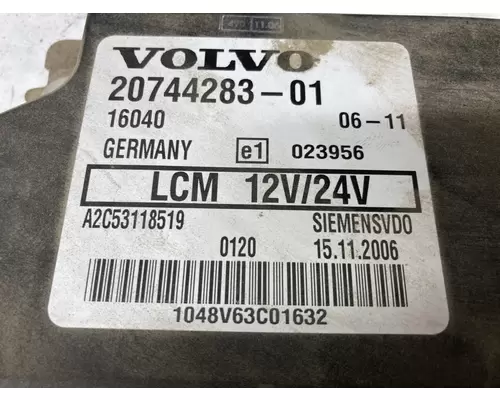 VOLVO
20744283-01
16040 06-11
GERMANY e1 023956
LCM 12V/24V
A2C53118519 SIEMENSVDO
0120 15.11.2006
1048V63C01632